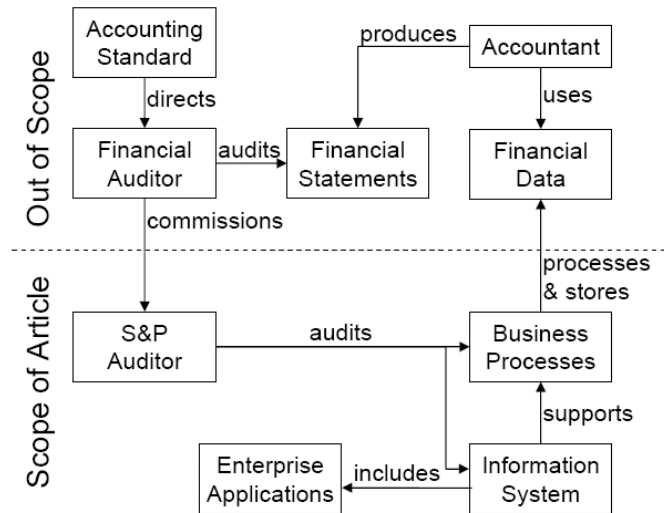 Out of Scope
Accounting
Standard
produces
Accountant
directs
uses
Financial
Auditor
audits
Financial
Statements
Financial
Data
commissions
Scope of Article
processes
& stores
S&P
Auditor
audits
Business
Processes
supports
Enterprise
Applications
includes
Information
System